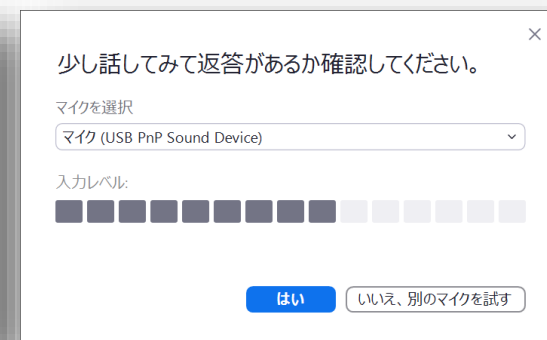 少し話してみて返答があるか確認してください。
マイクを選択
マイク (USB PnP Sound Device)
入力レベル:
はい
いいえ、別のマイクを試す